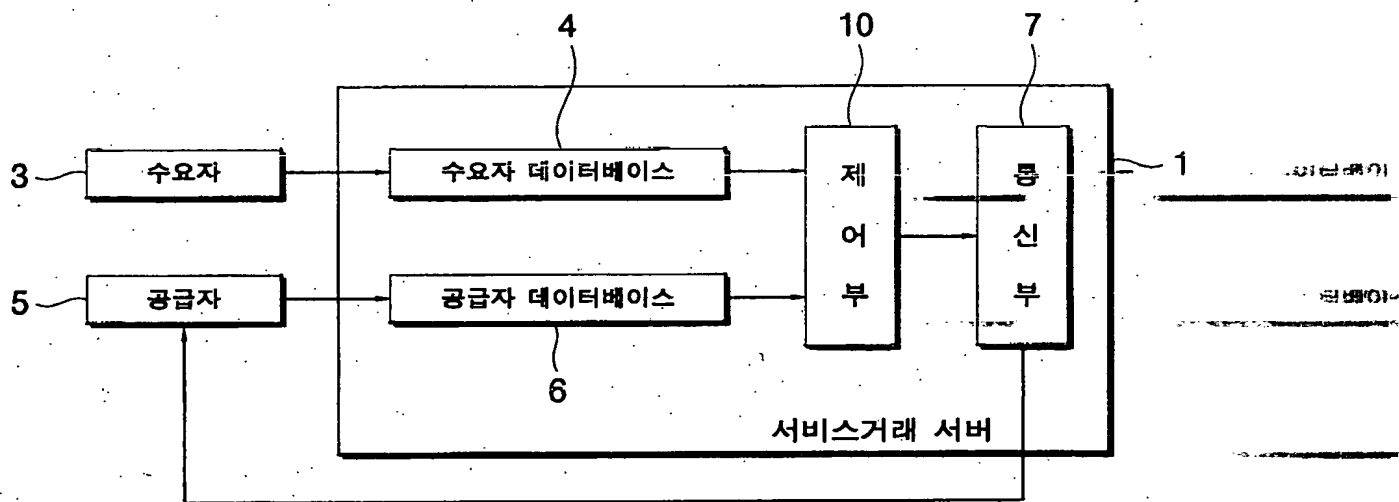 4 10 7
3 수요자 수요자 데이터베이스 제어부 통신부 1
5 공급자 공급자 데이터베이스
6
서비스거래 서버